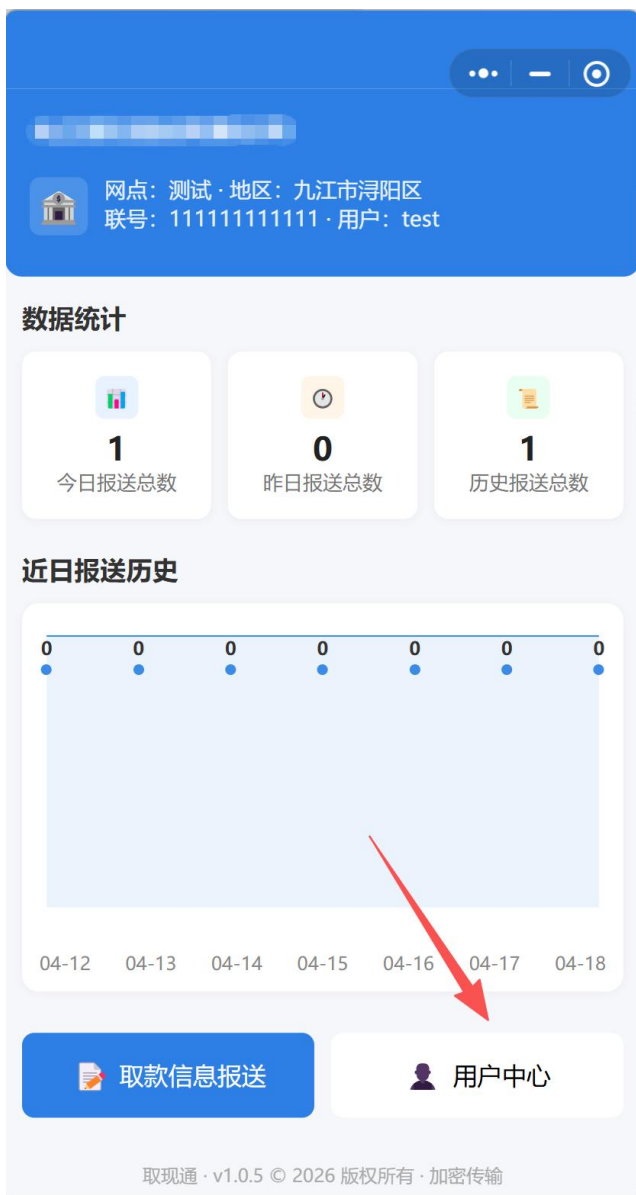 网点：测试 · 地区：九江市浔阳区
联号：111111111111 · 用户：test
数据统计
1 0 1
今日报送总数 昨日报送总数 历史报送总数
近日报送历史
0 0 0 0 0 0 0
04-12 04-13 04-14 04-15 04-16 04-17 04-18
取款信息报送 用户中心
取现通 · v1.0.5 © 2026 版权所有 · 加密传输